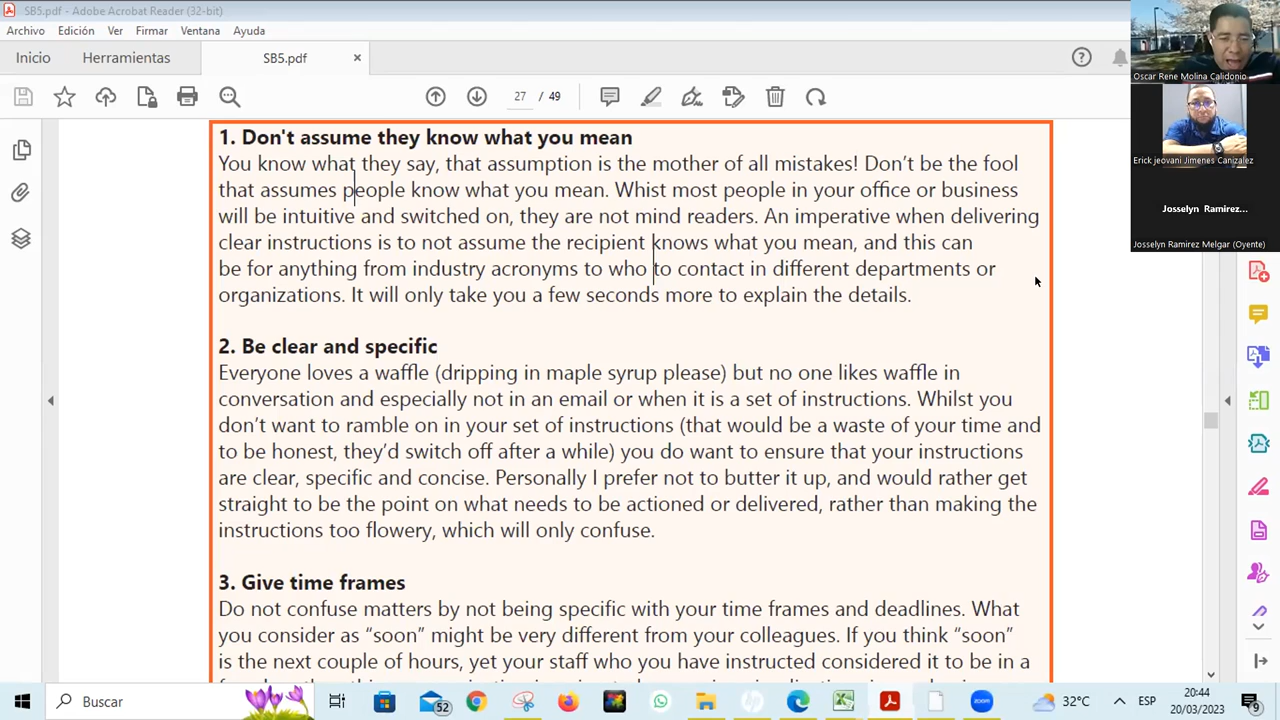 SB5.pdf - Adobe Acrobat Reader (32-bit)
Archivo Edición Ver Firmar Ventana Ayuda
Inicio Herramientas SB5.pdf
27 / 49
1. Don't assume they know what you mean
You know what they say, that assumption is the mother of all mistakes! Don’t be the fool
that assumes people know what you mean. Whist most people in your office or business
will be intuitive and switched on, they are not mind readers. An imperative when delivering
clear instructions is to not assume the recipient knows what you mean, and this can
be for anything from industry acronyms to who to contact in different departments or
organizations. It will only take you a few seconds more to explain the details.
2. Be clear and specific
Everyone loves a waffle (dripping in maple syrup please) but no one likes waffle in
conversation and especially not in an email or when it is a set of instructions. Whilst you
don’t want to ramble on in your set of instructions (that would be a waste of your time and
to be honest, they’d switch off after a while) you do want to ensure that your instructions
are clear, specific and concise. Personally I prefer not to butter it up, and would rather get
straight to be the point on what needs to be actioned or delivered, rather than making the
instructions too flowery, which will only confuse.
3. Give time frames
Do not confuse matters by not being specific with your time frames and deadlines. What
you consider as “soon” might be very different from your colleagues. If you think “soon”
is the next couple of hours, yet your staff who you have instructed considered it to be in a
Oscar Rene Molina Calidonio
Erick jeovani Jimenes Canizalez
Josselyn Ramirez...
Josselyn Ramirez Melgar (Oyente)
Buscar
52
32°C
ESP
20:44
20/03/2023
9